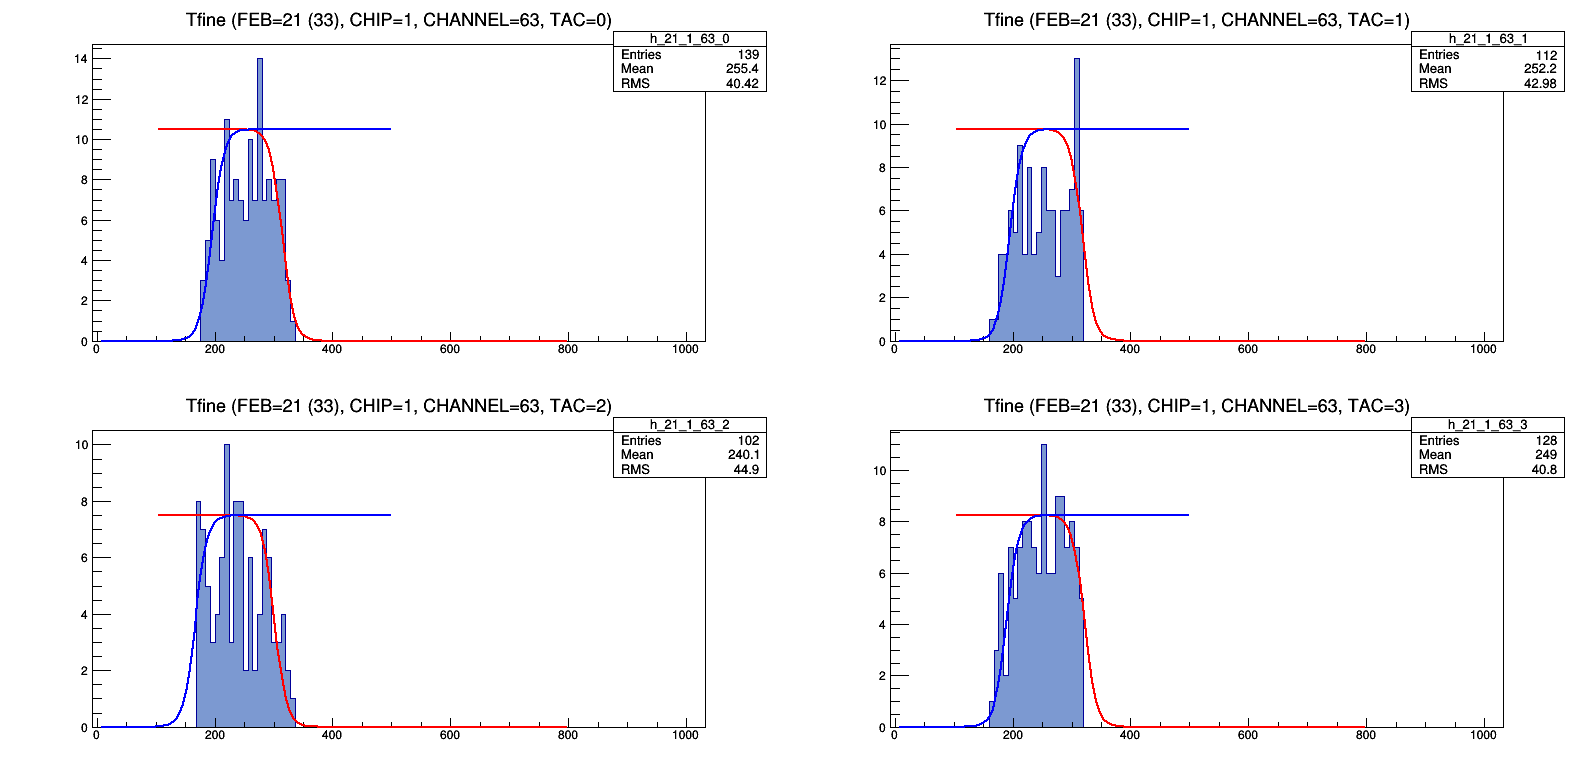 Tfine (FEB=21 (33), CHIP=1, CHANNEL=63, TAC=0)
h_21_1_63_0
Entries 139
Mean 255.4
RMS 40.42
14
12
10
8
6
4
2
0
0 200 400 600 800 1000
Tfine (FEB=21 (33), CHIP=1, CHANNEL=63, TAC=1)
h_21_1_63_1
Entries 112
Mean 252.2
RMS 42.98
12
10
8
6
4
2
0
0 200 400 600 800 1000
Tfine (FEB=21 (33), CHIP=1, CHANNEL=63, TAC=2)
h_21_1_63_2
Entries 102
Mean 240.1
RMS 44.9
10
8
6
4
2
0
0 200 400 600 800 1000
Tfine (FEB=21 (33), CHIP=1, CHANNEL=63, TAC=3)
h_21_1_63_3
Entries 128
Mean 249
RMS 40.8
10
8
6
4
2
0
0 200 400 600 800 1000